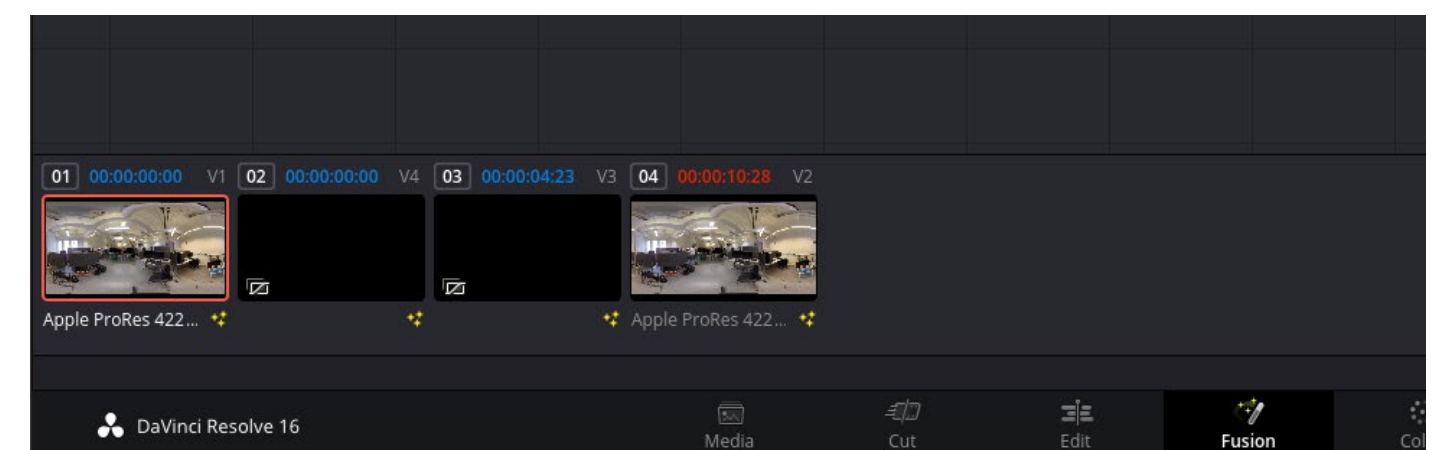 01 00:00:00:00 V1 02 00:00:00:00 V4 03 00:00:04:23 V3 04 00:00:10:28 V2
Apple ProRes 422... Apple ProRes 422...
DaVinci Resolve 16
Media Cut Edit Fusion Col